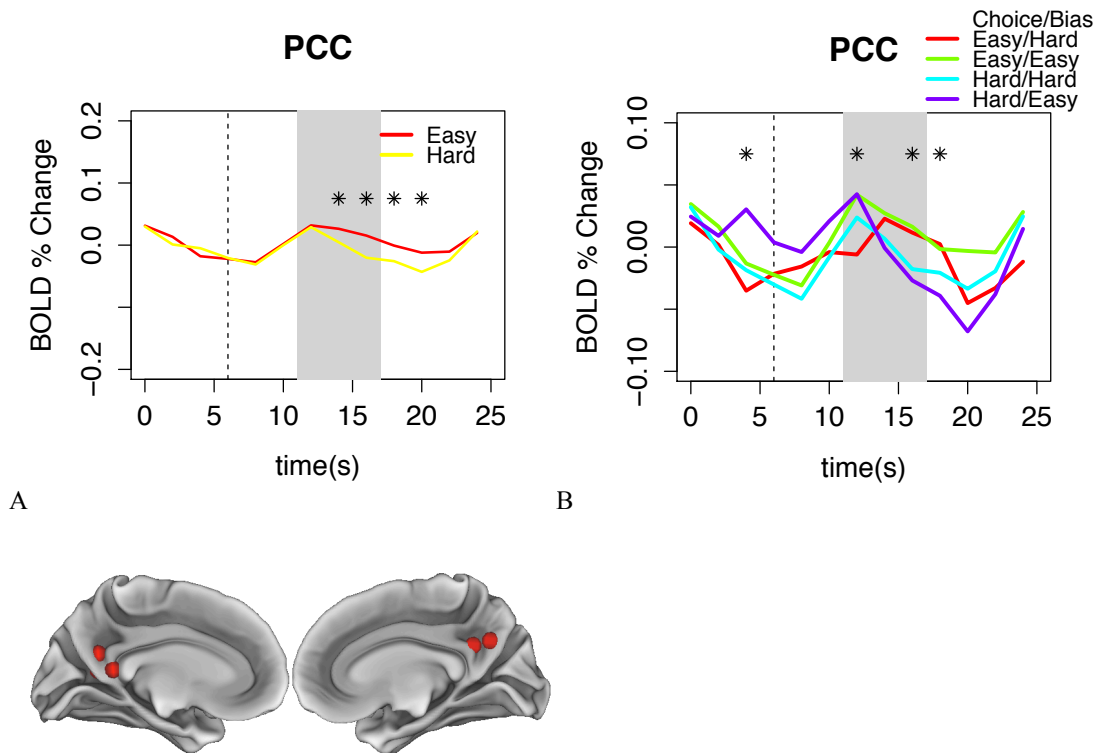 PCC
BOLD % Change
0.2
0.1
0.0
−0.2
Easy
Hard
0 5 10 15 20 25
time(s)
A
Choice/Bias
Easy/Hard
Easy/Easy
Hard/Hard
Hard/Easy
PCC
BOLD % Change
0.10
0.00
−0.10
0 5 10 15 20 25
time(s)
B